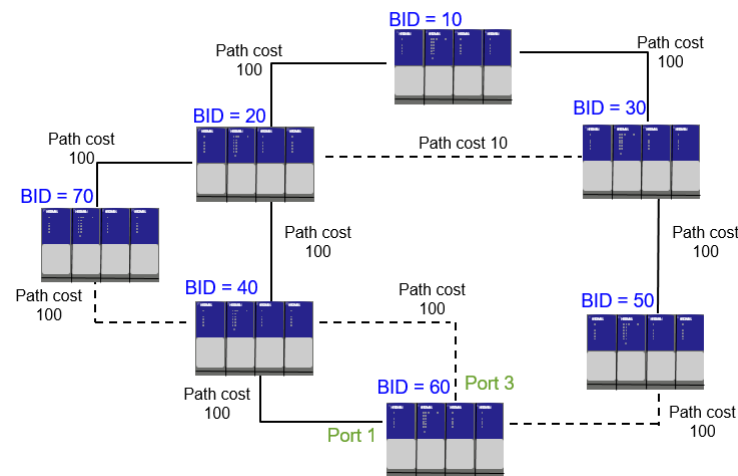 BID = 10
Path cost
100
Path cost
100
BID = 20
BID = 30
Path cost
100
Path cost 10
BID = 70
Path cost
100
Path cost
100
Path cost
100
BID = 40
Path cost
100
BID = 50
Path cost
100
BID = 60
Port 3
Port 1
Path cost
100